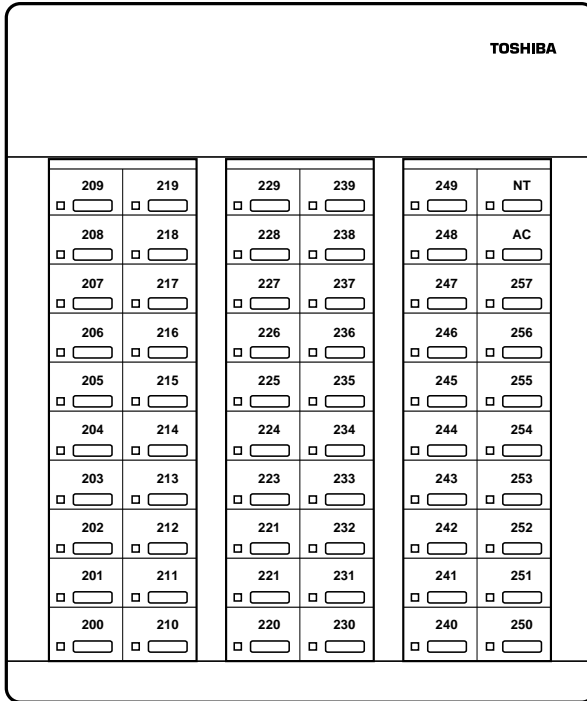 TOSHIBA
209 219 229 239 249 NT
208 218 228 238 248 AC
207 217 227 237 247 257
206 216 226 236 246 256
205 215 225 235 245 255
204 214 224 234 244 254
203 213 223 233 243 253
202 212 221 232 242 252
201 211 221 231 241 251
200 210 220 230 240 250